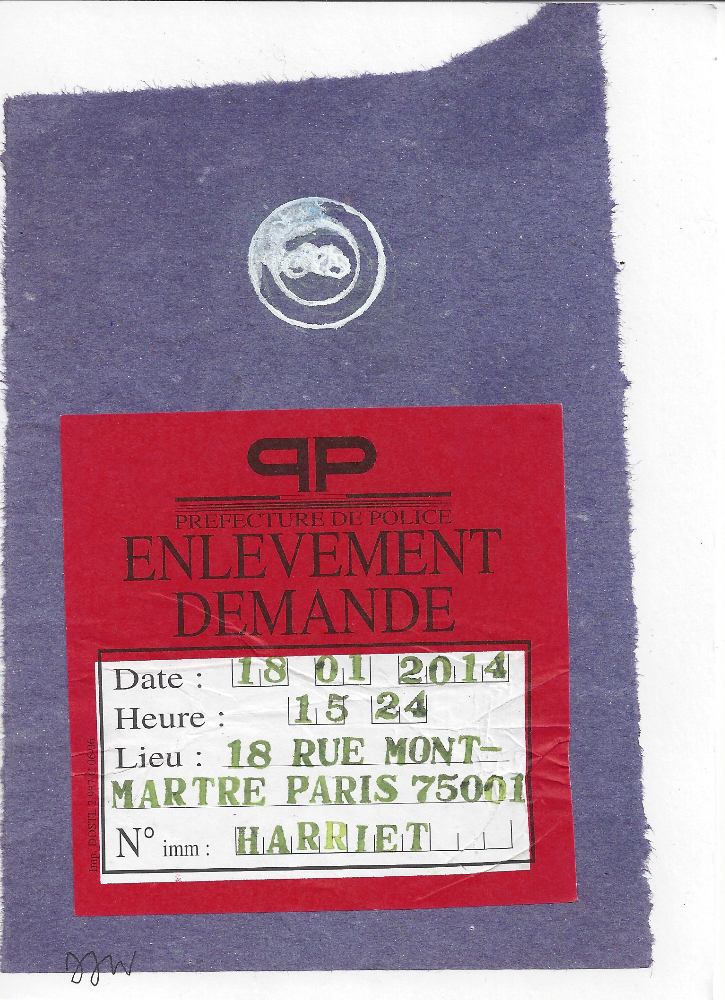 PP
PREFECTURE DE POLICE
ENLEVEMENT
DEMANDE
Date : 18 01 2014
Heure : 15 24
Lieu : 18 RUE MONT-
MARTRE PARIS 75001
N° imm : HARRIET
JJW